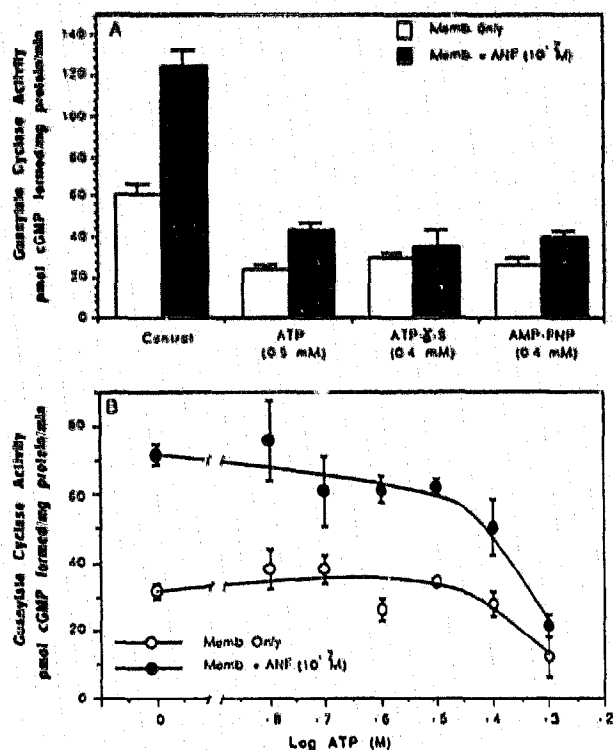 A
Memb. Only
Memb. + ANF (10⁻⁷ M)
Guanylate Cyclase Activity
pmol cGMP formed/mg protein/min
140
120
100
80
60
40
20
0
Control
ATP
(0.5 mM)
ATP-γ-S
(0.4 mM)
AMP-PNP
(0.4 mM)
B
Guanylate Cyclase Activity
pmol cGMP formed/mg protein/min
80
60
40
20
0
Memb. Only
Memb. + ANF (10⁻⁷ M)
0
-8
-7
-6
-5
-4
-3
-2
Log ATP (M)